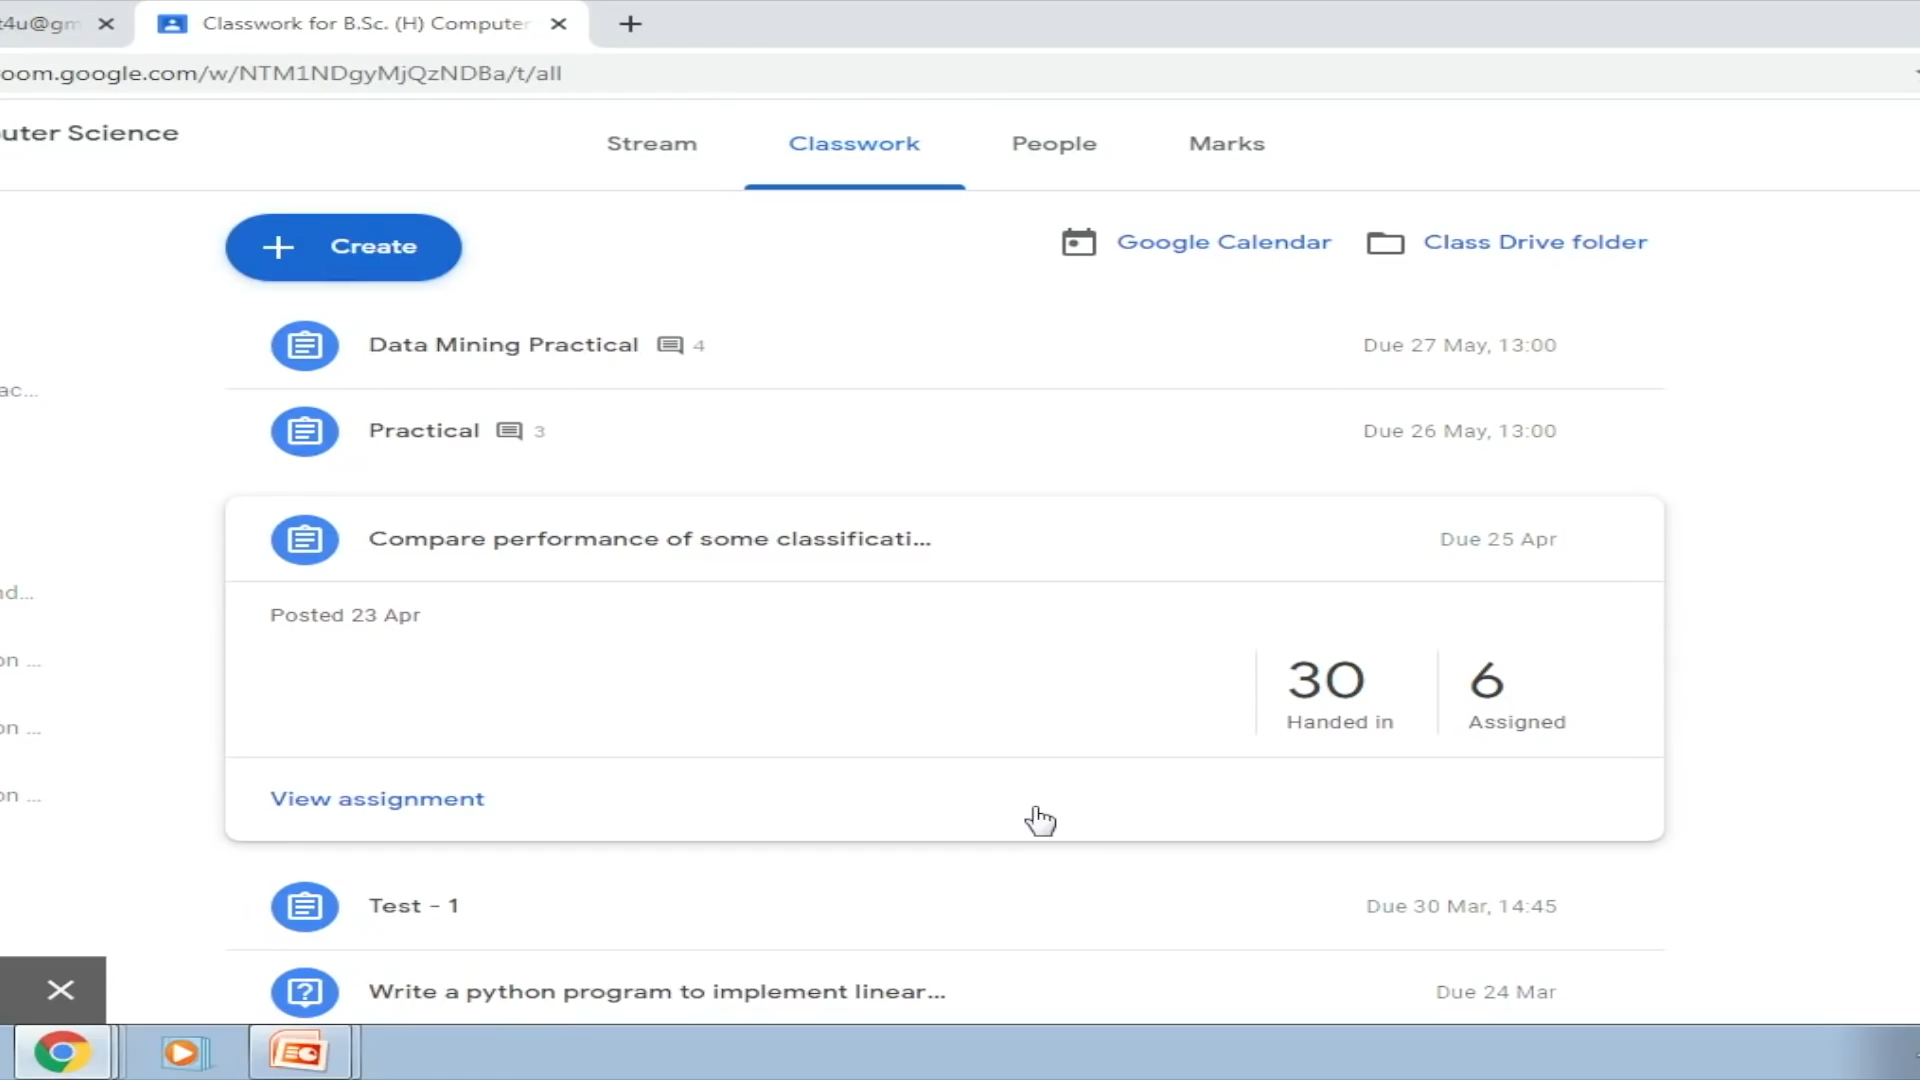 t4u@gm
Classwork for B.Sc. (H) Computer
oom.google.com/w/NTM1NDgyMjQzNDBa/t/all
uter Science
Stream
Classwork
People
Marks
Create
Google Calendar
Class Drive folder
Data Mining Practical 4
Due 27 May, 13:00
ac...
Practical 3
Due 26 May, 13:00
Compare performance of some classificati...
Due 25 Apr
nd...
Posted 23 Apr
on ...
30
Handed in
6
Assigned
on ...
View assignment
on ...
Test - 1
Due 30 Mar, 14:45
Write a python program to implement linear...
Due 24 Mar